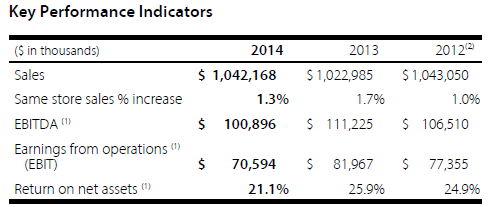 Key Performance Indicators
($ in thousands) 2014 2013 2012(2)
Sales $ 1,042,168 $ 1,022,985 $ 1,043,050
Same store sales % increase 1.3% 1.7% 1.0%
EBITDA (1) $ 100,896 $ 111,225 $ 106,510
Earnings from operations (1)
(EBIT) $ 70,594 $ 81,967 $ 77,355
Return on net assets (1) 21.1% 25.9% 24.9%